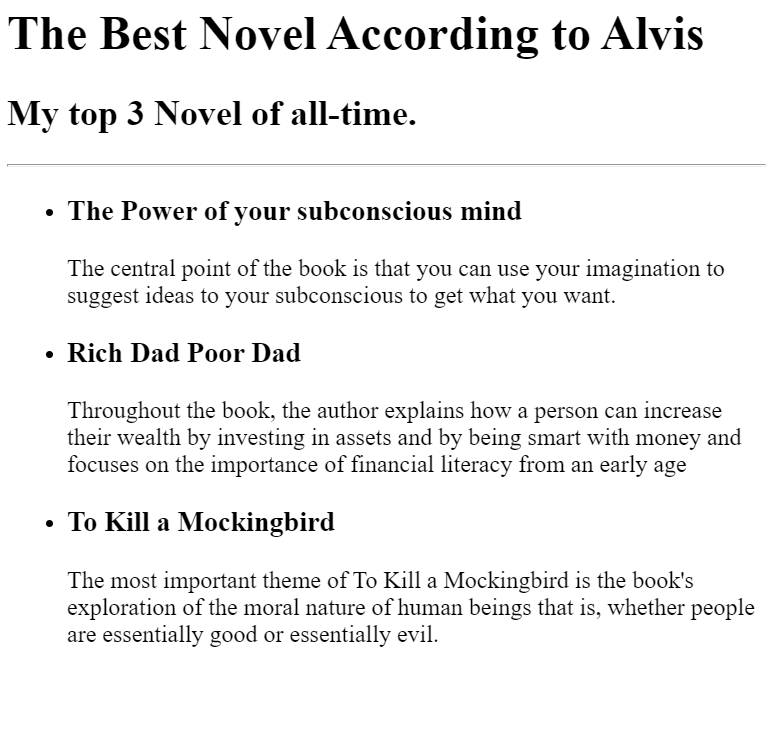 The Best Novel According to Alvis
My top 3 Novel of all-time.
The Power of your subconscious mind
The central point of the book is that you can use your imagination to
suggest ideas to your subconscious to get what you want.
Rich Dad Poor Dad
Throughout the book, the author explains how a person can increase
their wealth by investing in assets and by being smart with money and
focuses on the importance of financial literacy from an early age
To Kill a Mockingbird
The most important theme of To Kill a Mockingbird is the book's
exploration of the moral nature of human beings that is, whether people
are essentially good or essentially evil.